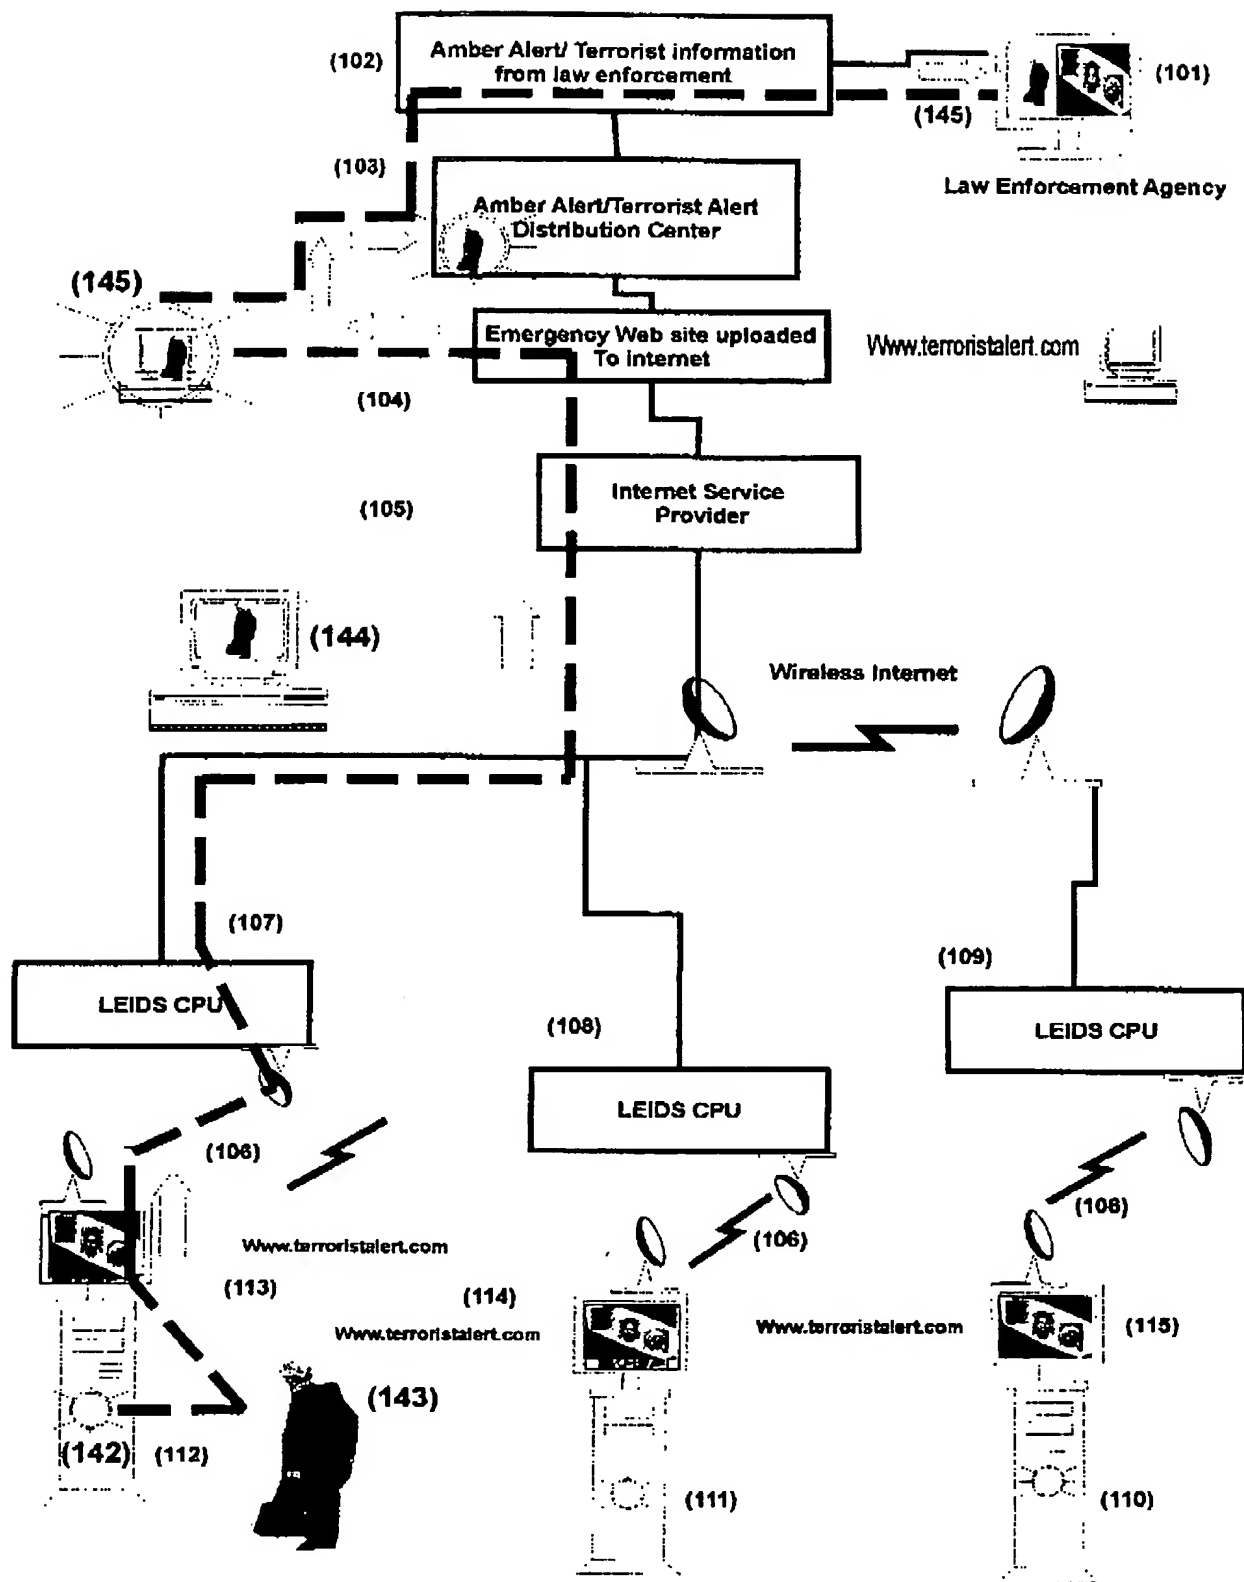 (102)
Amber Alert/ Terrorist information
from law enforcement
(101)
(145)
Law Enforcement Agency
(103)
Amber Alert/Terrorist Alert
Distribution Center
(145)
Emergency Web site uploaded
To internet
Www.terroristalert.com
(104)
(105)
Internet Service
Provider
(144)
Wireless Internet
(107)
(109)
LEIDS CPU
(108)
LEIDS CPU
LEIDS CPU
(106)
(106)
(108)
Www.terroristalert.com
(113)
(114)
Www.terroristalert.com
Www.terroristalert.com
(115)
(143)
(142)
(112)
(111)
(110)